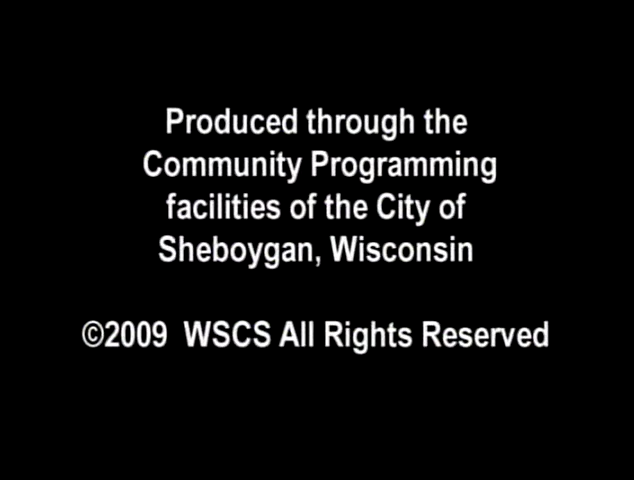 Produced through the
Community Programming
facilities of the City of
Sheboygan, Wisconsin
©2009 WSCS All Rights Reserved